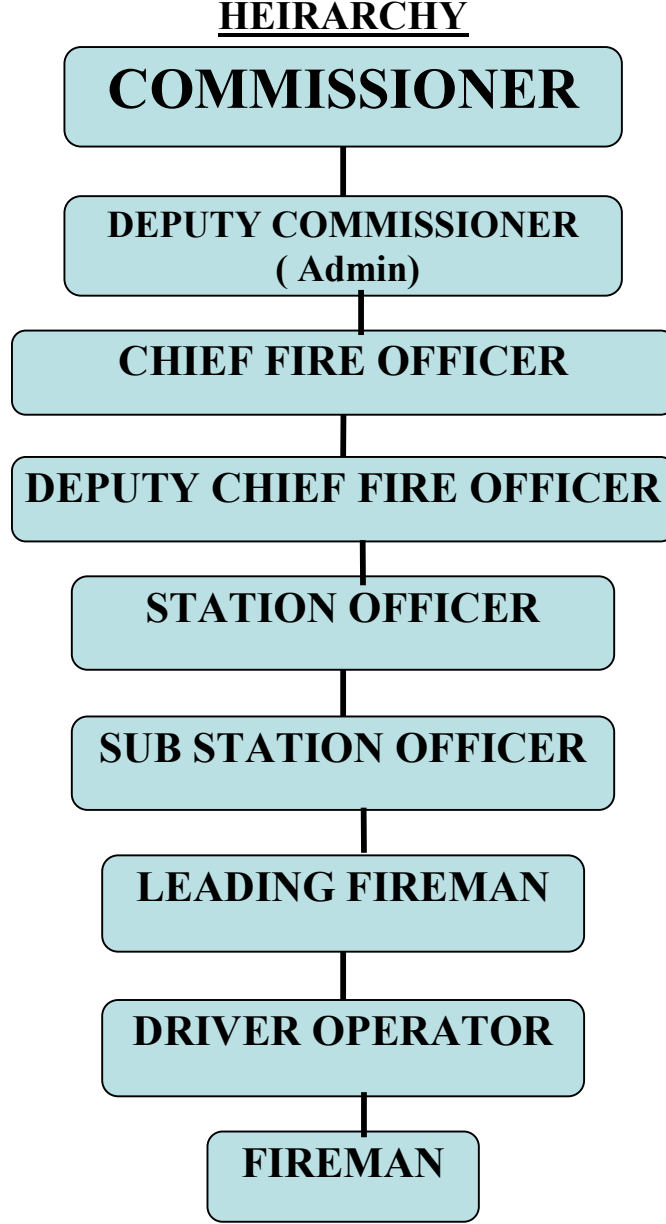 HEIRARCHY
COMMISSIONER
DEPUTY COMMISSIONER
( Admin)
CHIEF FIRE OFFICER
DEPUTY CHIEF FIRE OFFICER
STATION OFFICER
SUB STATION OFFICER
LEADING FIREMAN
DRIVER OPERATOR
FIREMAN